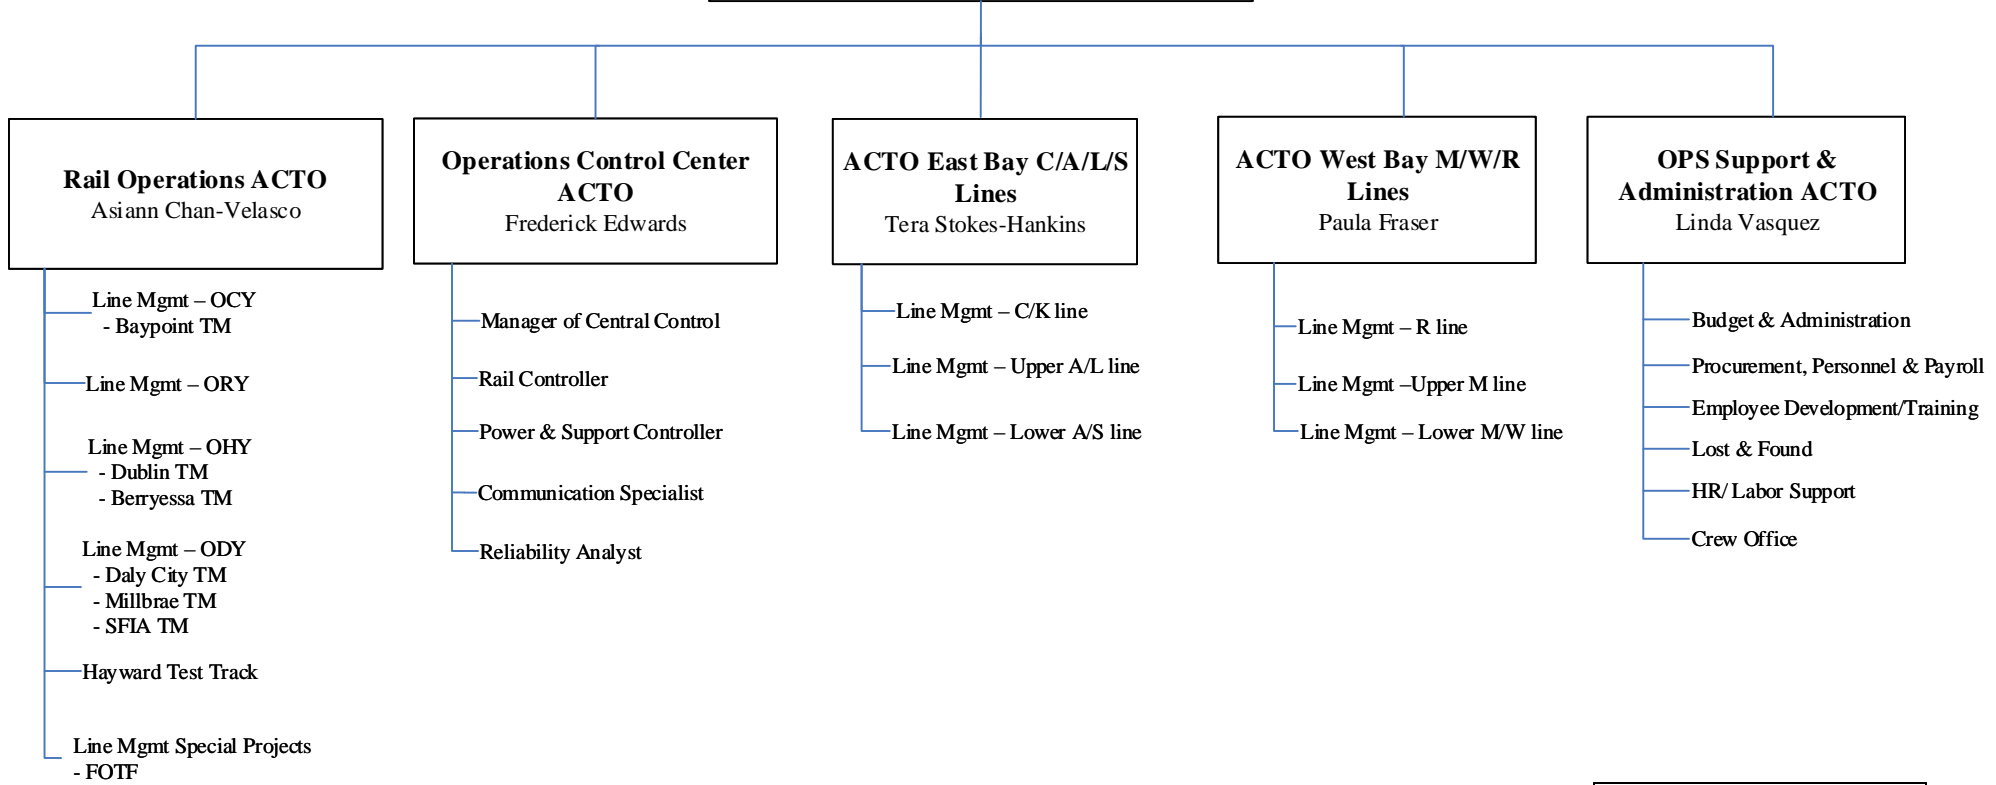 Rail Operations ACTO
Asiann Chan-Velasco
Line Mgmt – OCY
- Baypoint TM
Line Mgmt – ORY
Line Mgmt – OHY
- Dublin TM
- Berryessa TM
Line Mgmt – ODY
- Daly City TM
- Millbrae TM
- SFIA TM
Hayward Test Track
Line Mgmt Special Projects
- FOTF
Operations Control Center
ACTO
Frederick Edwards
Manager of Central Control
Rail Controller
Power & Support Controller
Communication Specialist
Reliability Analyst
ACTO East Bay C/A/L/S
Lines
Tera Stokes-Hankins
Line Mgmt – C/K line
Line Mgmt – Upper A/L line
Line Mgmt – Lower A/S line
ACTO West Bay M/W/R
Lines
Paula Fraser
Line Mgmt – R line
Line Mgmt –Upper M line
Line Mgmt – Lower M/W line
OPS Support &
Administration ACTO
Linda Vasquez
Budget & Administration
Procurement, Personnel & Payroll
Employee Development/Training
Lost & Found
HR/ Labor Support
Crew Office